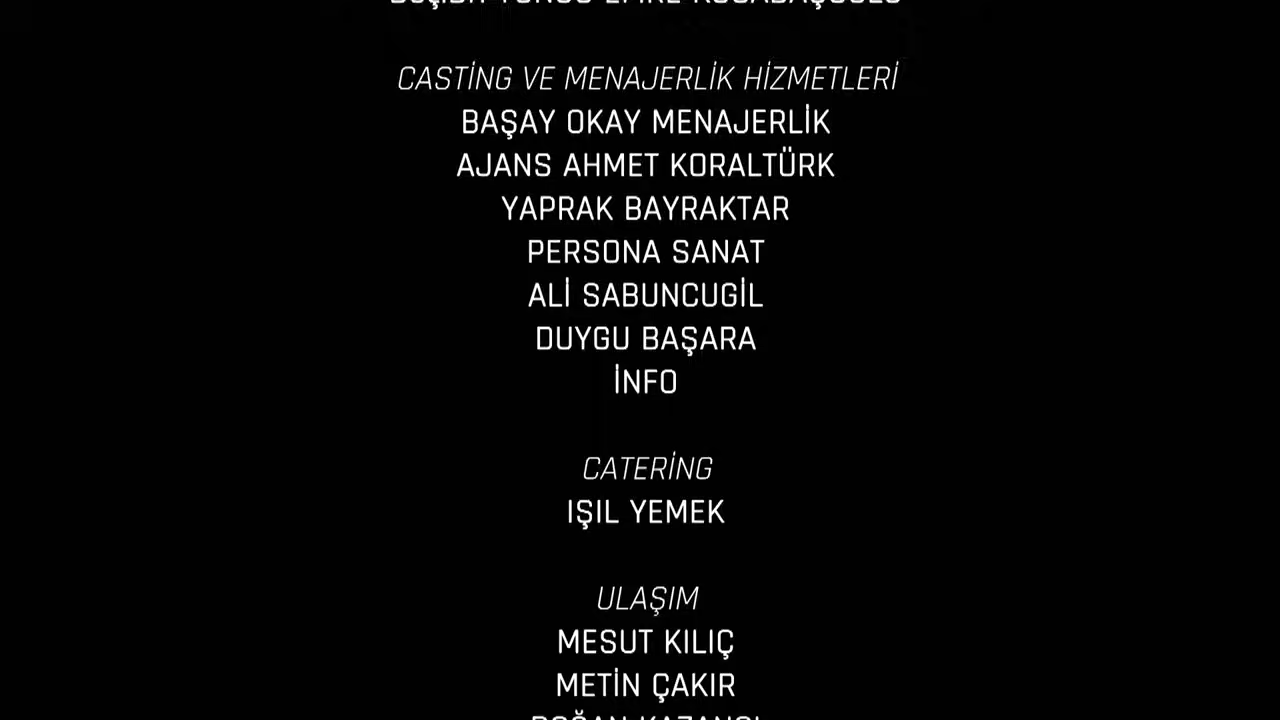 CASTİNG VE MENAJERLİK HİZMETLERİ
BAŞAY OKAY MENAJERLİK
AJANS AHMET KORALTÜRK
YAPRAK BAYRAKTAR
PERSONA SANAT
ALİ SABUNCUGİL
DUYGU BAŞARA
İNFO
CATERİNG
IŞIL YEMEK
ULAŞIM
MESUT KILIÇ
METİN ÇAKIR